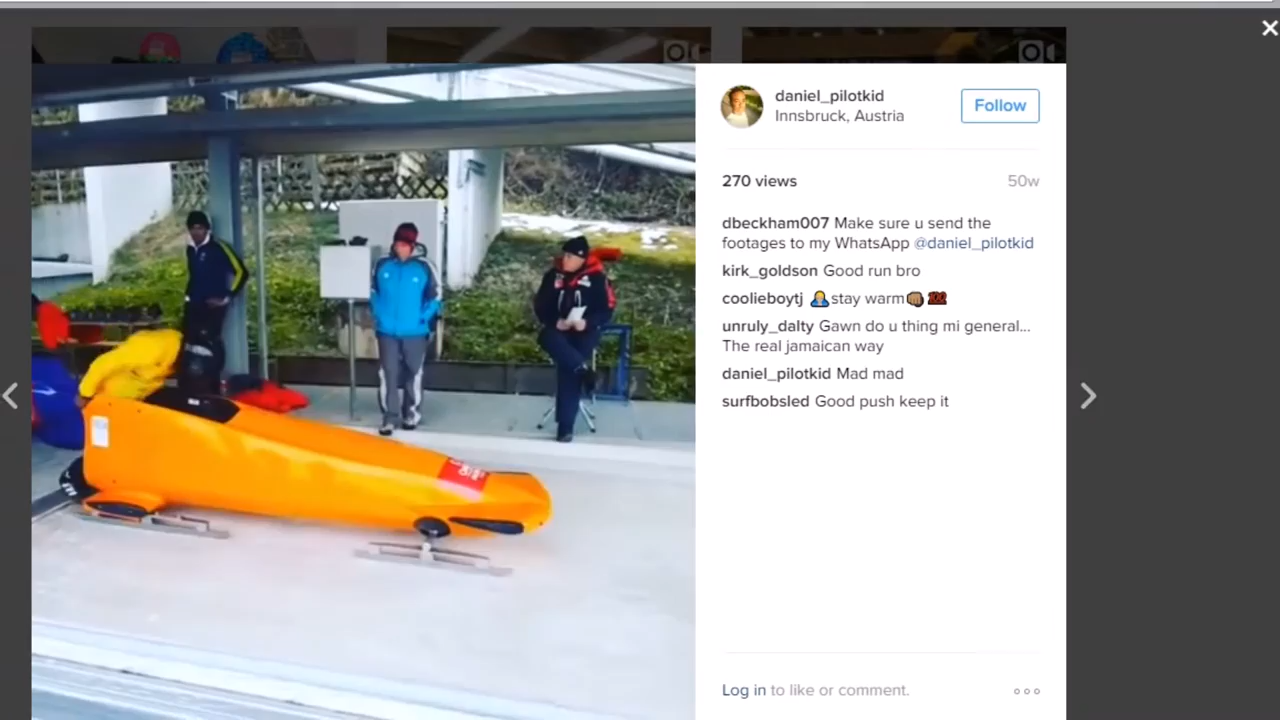 daniel_pilotkid
Innsbruck, Austria
Follow
270 views
50w
dbeckham007 Make sure u send the
footages to my WhatsApp @daniel_pilotkid
kirk_goldson Good run bro
coolieboytj 🤦‍♂️stay warm👊🏽💯
unruly_dalty Gawn do u thing mi general...
The real jamaican way
daniel_pilotkid Mad mad
surfbobsled Good push keep it
Log in to like or comment.